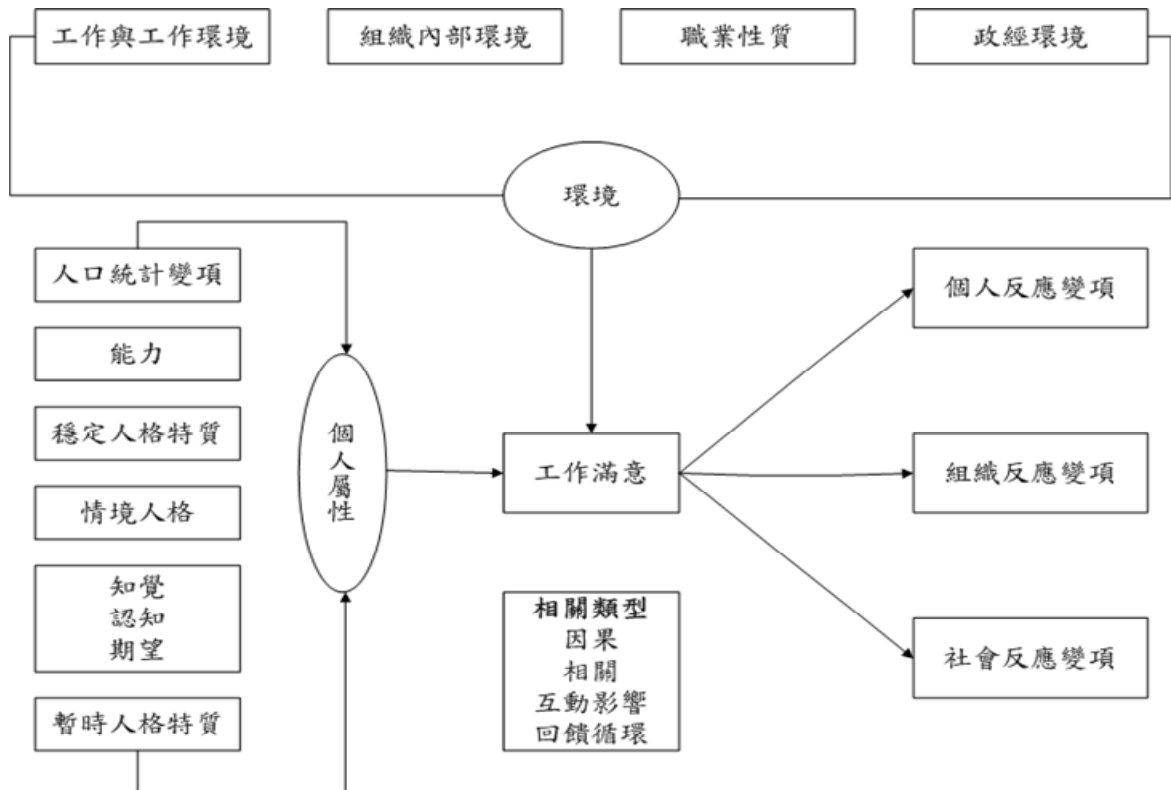 工作與工作環境
組織內部環境
職業性質
政經環境
環境
人口統計變項
能力
穩定人格特質
情境人格
知覺
認知
期望
暫時人格特質
個人屬性
工作滿意
相關類型
因果
相關
互動影響
回饋循環
個人反應變項
組織反應變項
社會反應變項